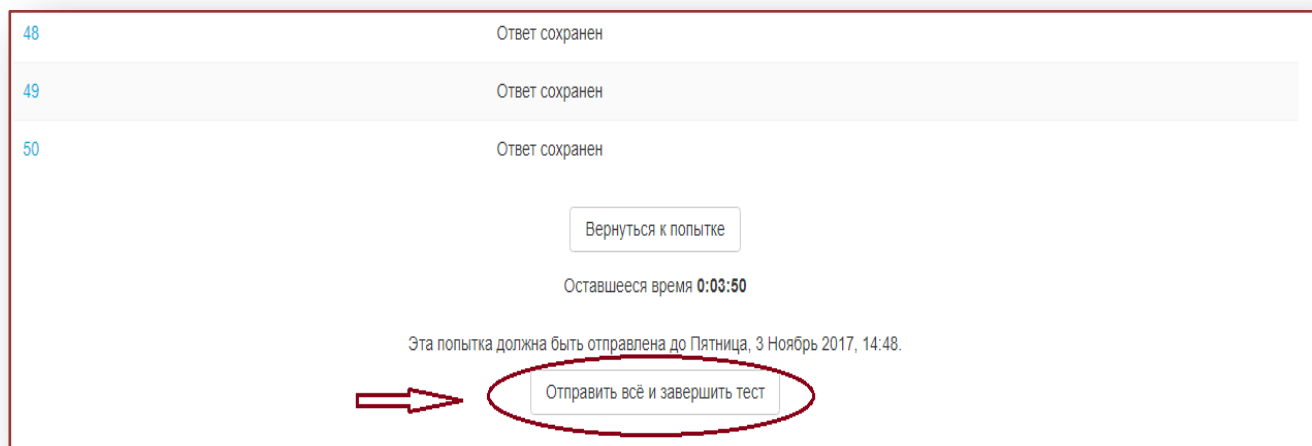 48 Ответ сохранен
49 Ответ сохранен
50 Ответ сохранен
Вернуться к попытке
Оставшееся время 0:03:50
Эта попытка должна быть отправлена до Пятница, 3 Ноябрь 2017, 14:48.
Отправить всё и завершить тест